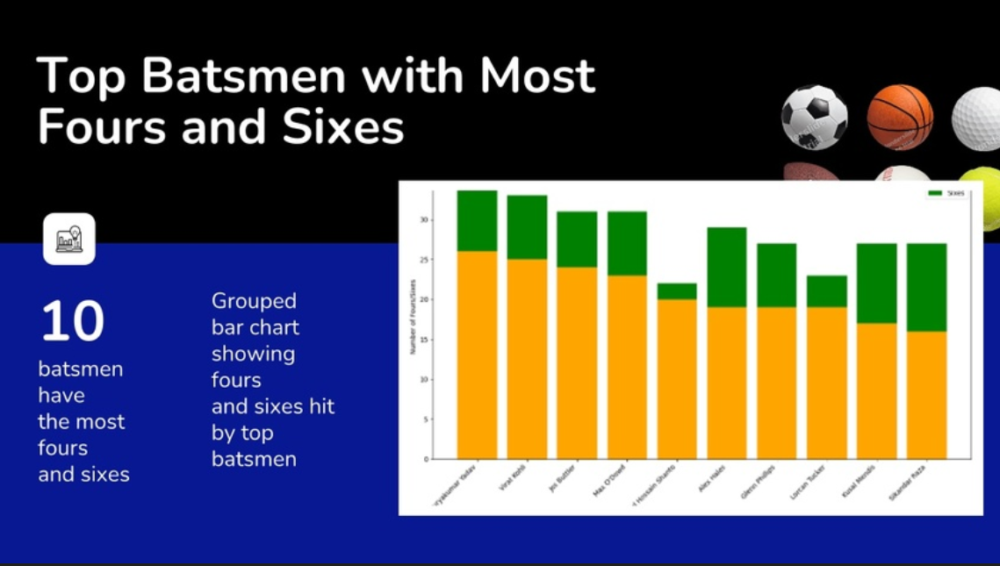 Top Batsmen with Most
Fours and Sixes
10
batsmen
have
the most
fours
and sixes
Grouped
bar chart
showing
fours
and sixes hit
by top
batsmen
Sixes
Number of Fours/Sixes
30
25
20
15
10
5
0
uryakumar Yadav
Virat Kohli
Jos Buttler
Max O'Dowd
l Hossain Shanto
Alex Hales
Glenn Phillips
Lorcan Tucker
Kusal Mendis
Sikandar Raza